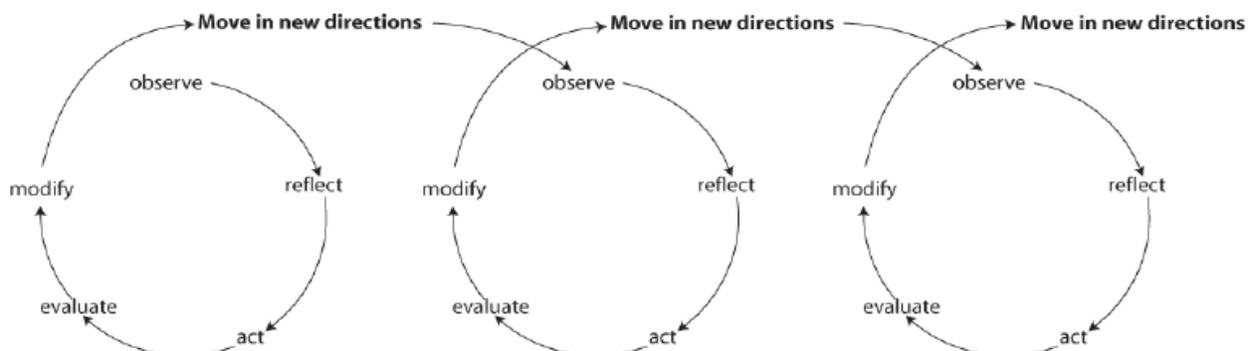 Move in new directions
observe
reflect
act
evaluate
modify
Move in new directions
observe
reflect
act
evaluate
modify
Move in new directions
observe
reflect
act
evaluate
modify